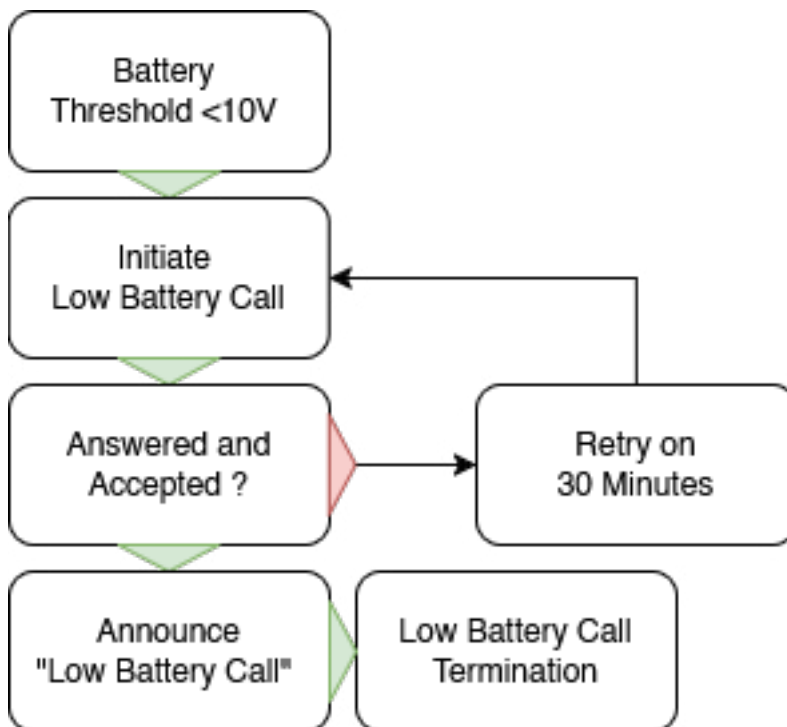 Battery
Threshold <10V
Initiate
Low Battery Call
Answered and
Accepted ?
Retry on
30 Minutes
Announce
"Low Battery Call"
Low Battery Call
Termination